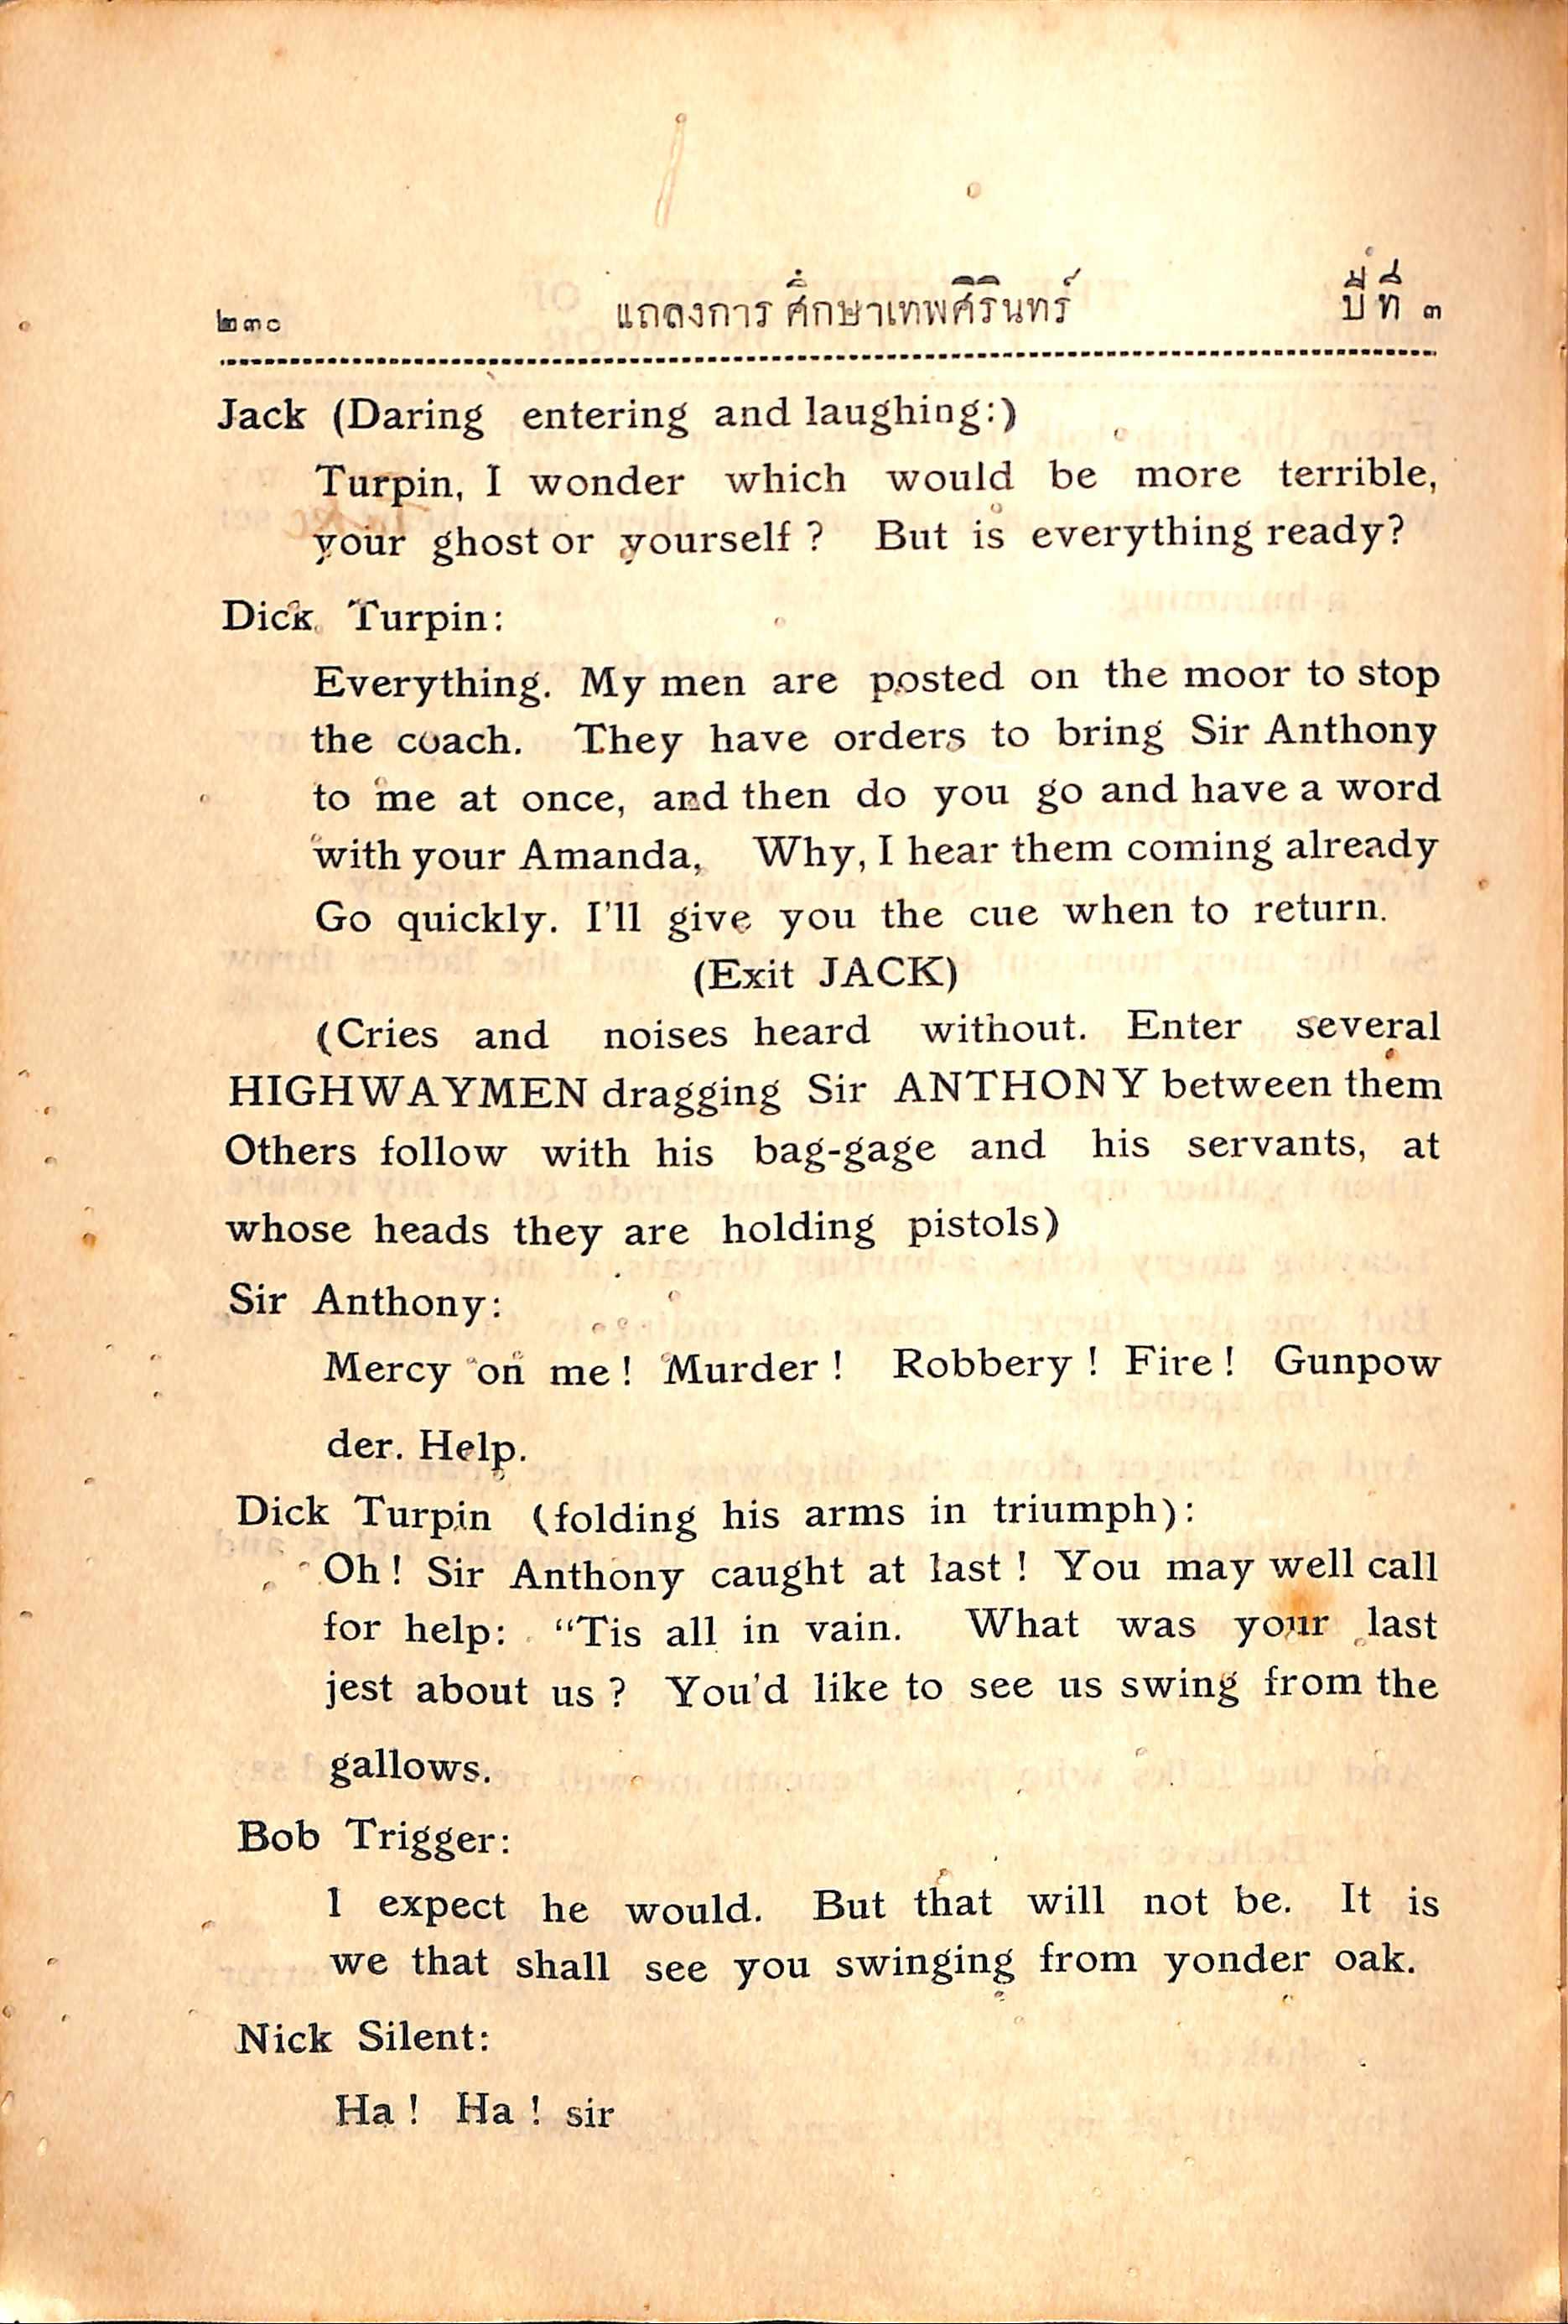 ๒๓๐ แถลงการ ศึกษาเทพศิรินทร์ ปีที่ ๓
Jack (Daring entering and laughing:)
Turpin, I wonder which would be more terrible,
your ghost or yourself ? But is everything ready?
Dick Turpin:
Everything. My men are posted on the moor to stop
the coach. They have orders to bring Sir Anthony
to me at once, and then do you go and have a word
with your Amanda, Why, I hear them coming already
Go quickly. I'll give you the cue when to return.
(Exit JACK)
(Cries and noises heard without. Enter several
HIGHWAYMEN dragging Sir ANTHONY between them
Others follow with his bag-gage and his servants, at
whose heads they are holding pistols)
Sir Anthony:
Mercy on me ! Murder ! Robbery ! Fire ! Gunpow
der. Help.
Dick Turpin (folding his arms in triumph):
Oh ! Sir Anthony caught at last ! You may well call
for help: "Tis all in vain. What was your last
jest about us ? You'd like to see us swing from the
gallows.
Bob Trigger:
I expect he would. But that will not be. It is
we that shall see you swinging from yonder oak.
Nick Silent:
Ha ! Ha ! sir